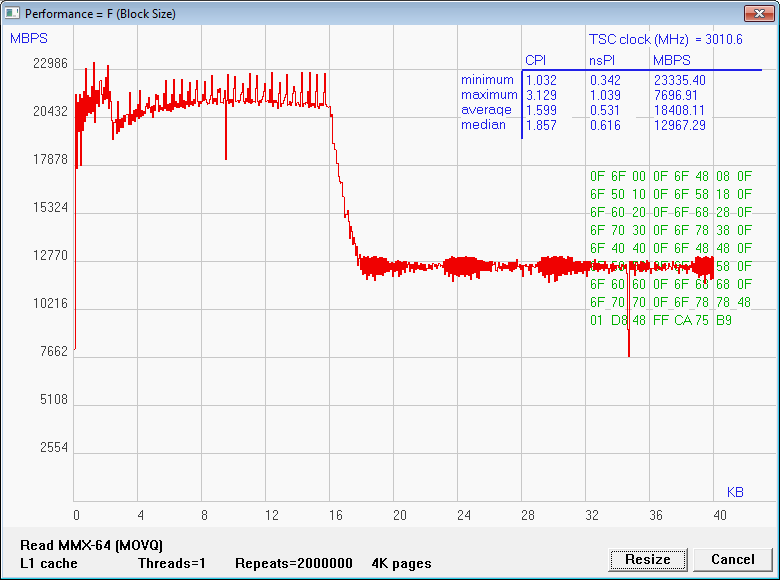 Performance = F (Block Size)
MBPS
TSC clock (MHz) = 3010.6
CPI nsPI MBPS
minimum 1.032 0.342 23335.40
maximum 3.129 1.039 7696.91
average 1.599 0.531 18408.11
median 1.857 0.616 12967.29
22986
20432
17878
15324
12770
10216
7662
5108
2554
0F 6F 00 0F 6F 48 08 0F
6F 50 10 0F 6F 58 18 0F
6F 60 20 0F 6F 68 28 0F
6F 70 30 0F 6F 78 38 0F
6F 40 40 0F 6F 48 48 0F
58 0F
6F 60 60 0F 6F 68 68 0F
6F 70 70 0F 6F 78 78 48
01 D8 48 FF CA 75 B9
KB
0 4 8 12 16 20 24 28 32 36 40
Read MMX-64 (MOVQ)
L1 cache Threads=1 Repeats=2000000 4K pages
Resize Cancel